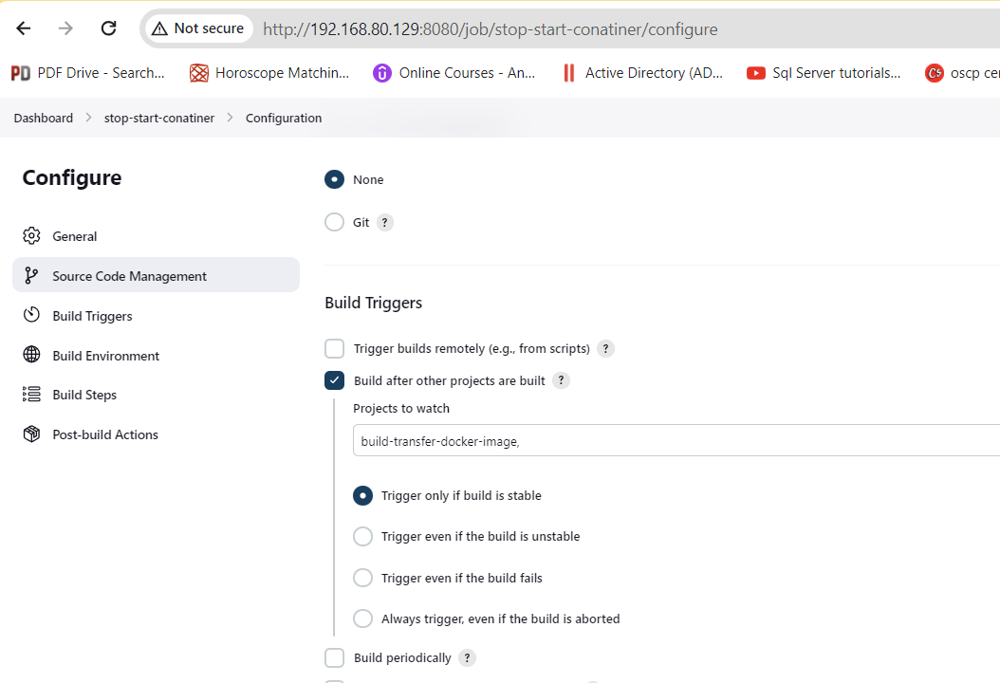 Not secure http://192.168.80.129:8080/job/stop-start-conatiner/configure
PDF Drive - Search... Horoscope Matchin... Online Courses - An... Active Directory (AD... Sql Server tutorials... oscp cer
Dashboard > stop-start-conatiner > Configuration
Configure
General
Source Code Management
Build Triggers
Build Environment
Build Steps
Post-build Actions
None
Git ?
Build Triggers
Trigger builds remotely (e.g., from scripts) ?
Build after other projects are built ?
Projects to watch
build-transfer-docker-image,
Trigger only if build is stable
Trigger even if the build is unstable
Trigger even if the build fails
Always trigger, even if the build is aborted
Build periodically ?